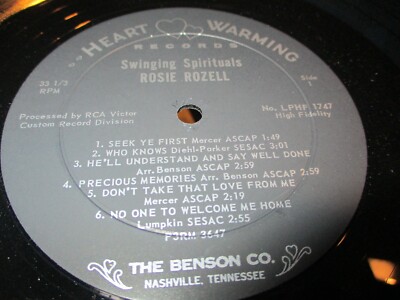 HEART WARMING
RECORDS
Swinging Spirituals
ROSIE ROZELL
33 1/3
RPM
Side
1
Processed by RCA Victor
Custom Record Division
No. LPHF 1747
High Fidelity
1. SEEK YE FIRST Mercer ASCAP 1:49
2. WHO KNOWS Diehl-Parker SESAC 3:01
3. HE'LL UNDERSTAND AND SAY WELL DONE
Arr. Benson ASCAP 2:59
4. PRECIOUS MEMORIES Arr. Benson ASCAP 2:59
5. DON'T TAKE THAT LOVE FROM ME
Mercer ASCAP 2:19
6. NO ONE TO WELCOME ME HOME
Lumpkin SESAC 2:55
P3RM 3647
THE BENSON CO.
NASHVILLE, TENNESSEE